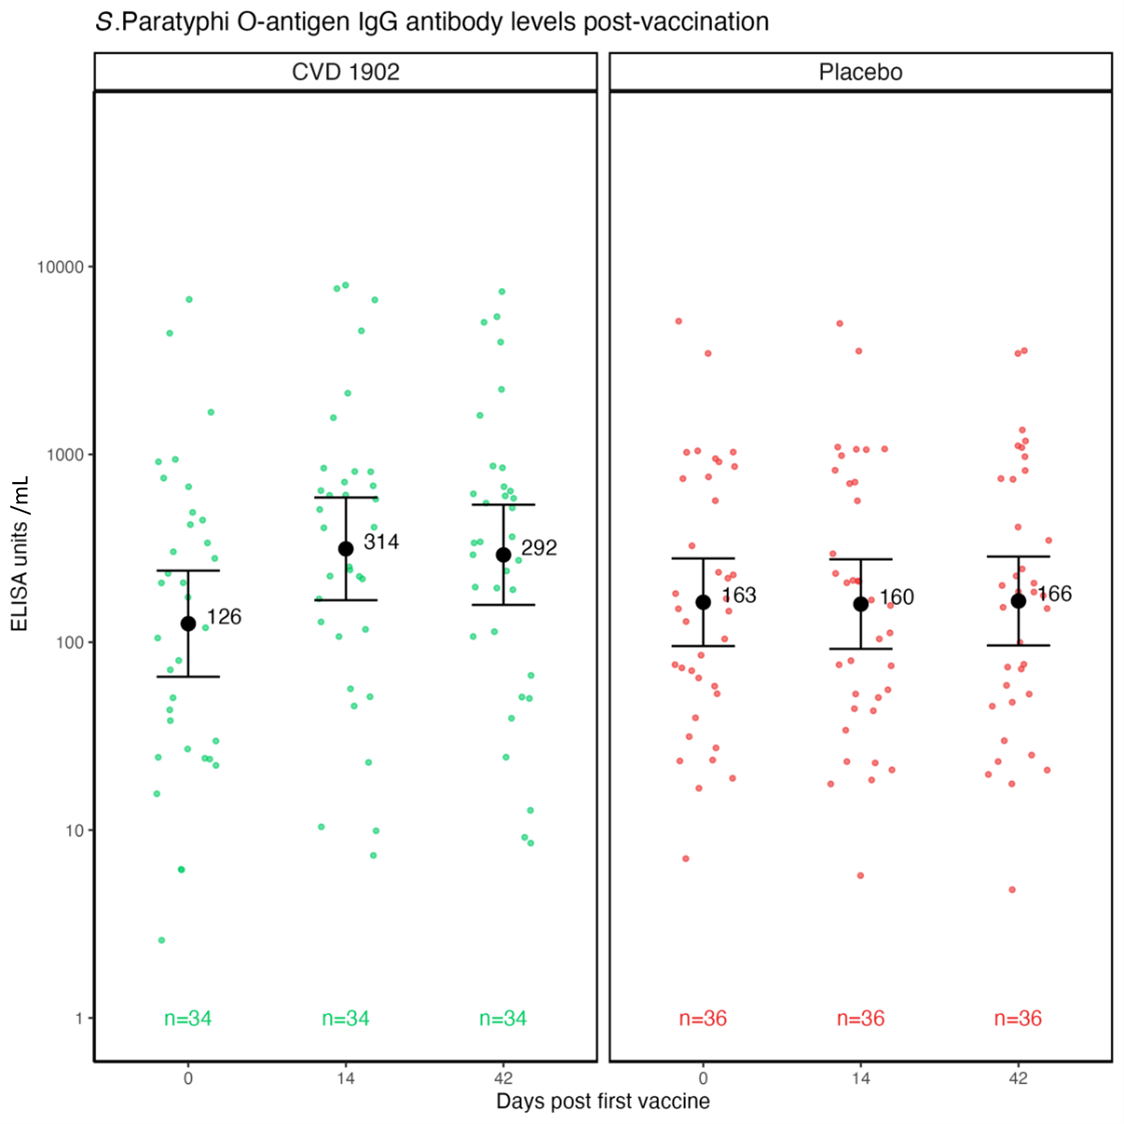 S.Paratyphi O-antigen IgG antibody levels post-vaccination
CVD 1902
Placebo
ELISA units /mL
10000
1000
100
10
1
126
314
292
163
160
166
n=34
n=34
n=34
n=36
n=36
n=36
0
14
42
0
14
42
Days post first vaccine